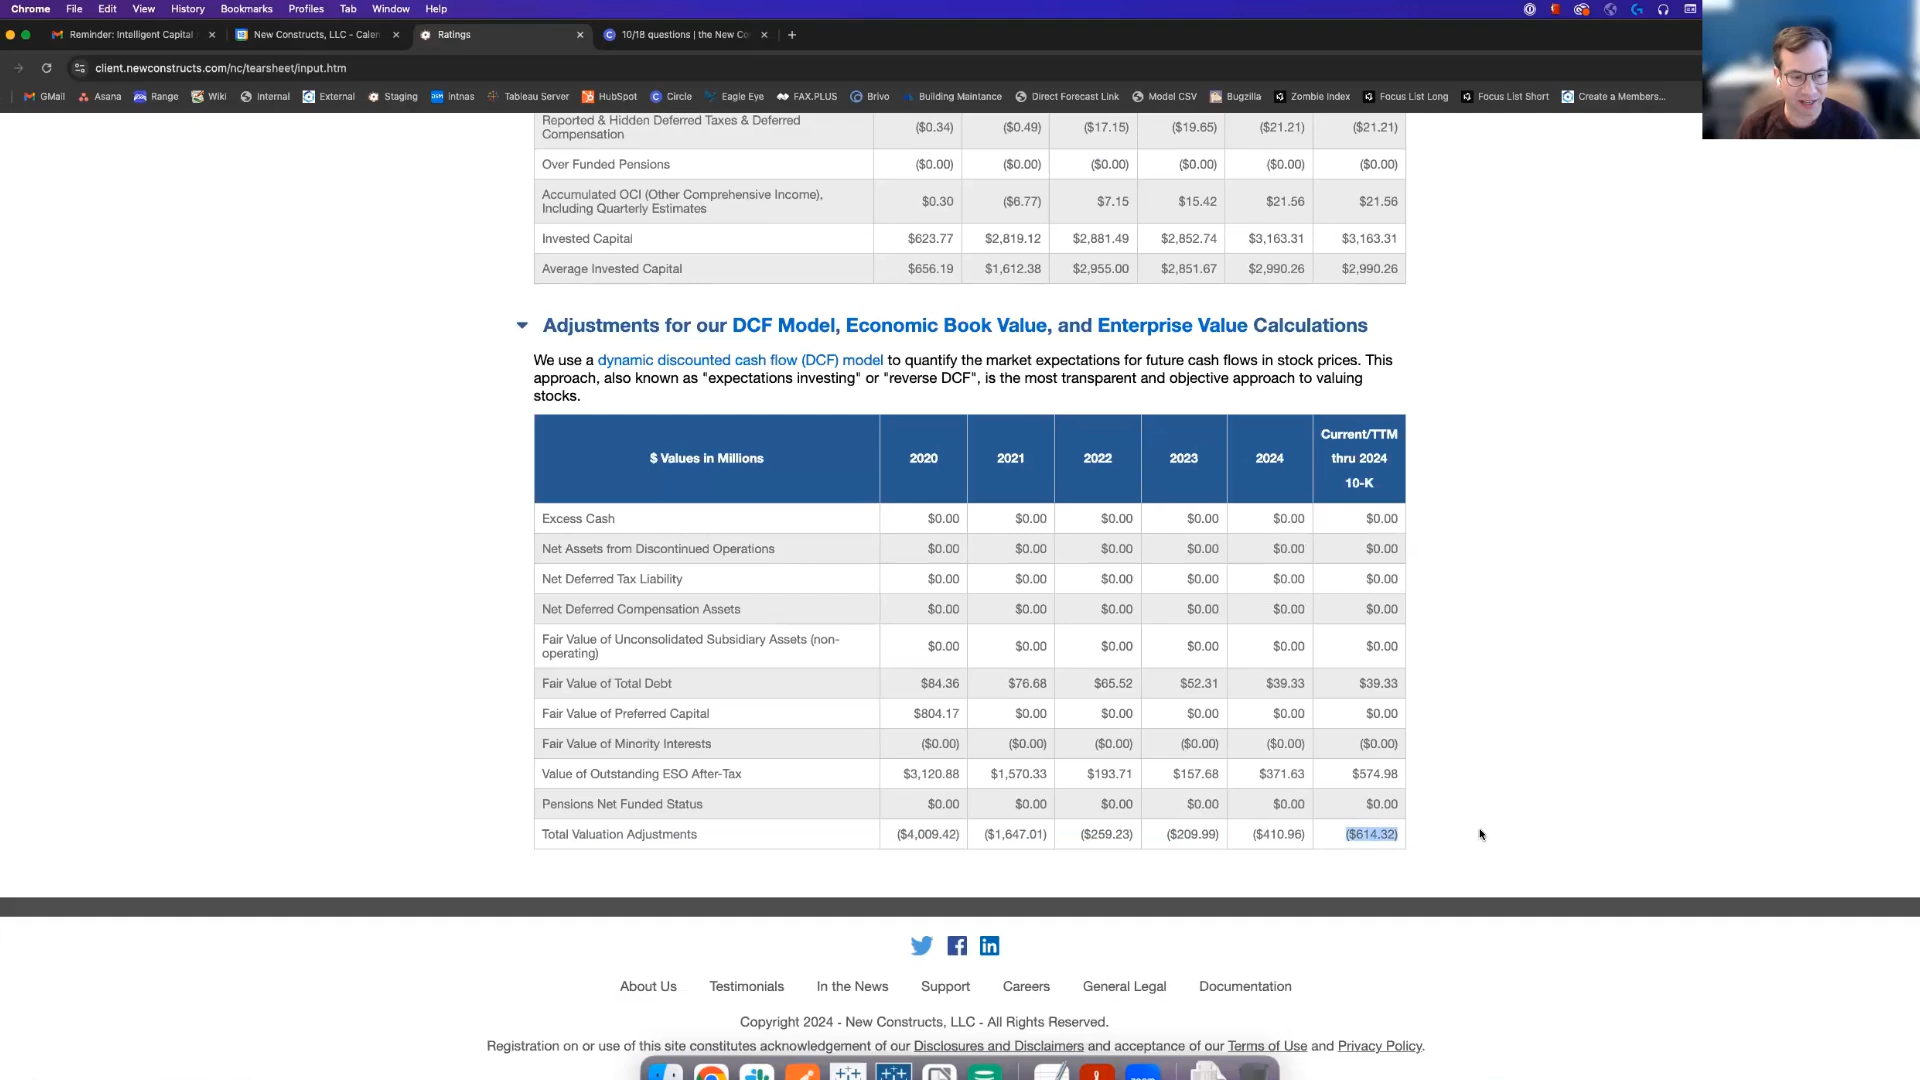 Chrome File Edit View History Bookmarks Profiles Tab Window Help
Reminder: Intelligent Capital New Constructs, LLC - Calen Ratings 10/18 questions | the New Co
client.newconstructs.com/nc/tearsheet/input.htm
GMail Asana Range Wiki Internal External Staging intnas Tableau Server HubSpot Circle Eagle Eye FAX.PLUS Brivo Building Maintance Direct Forecast Link Model CSV Bugzilla Zombie Index Focus List Long Focus List Short Create a Members...
Reported & Hidden Deferred Taxes & Deferred
Compensation ($0.34) ($0.49) ($17.15) ($19.65) ($21.21) ($21.21)
Over Funded Pensions ($0.00) ($0.00) ($0.00) ($0.00) ($0.00) ($0.00)
Accumulated OCI (Other Comprehensive Income),
Including Quarterly Estimates $0.30 ($6.77) $7.15 $15.42 $21.56 $21.56
Invested Capital $623.77 $2,819.12 $2,881.49 $2,852.74 $3,163.31 $3,163.31
Average Invested Capital $656.19 $1,612.38 $2,955.00 $2,851.67 $2,990.26 $2,990.26
Adjustments for our DCF Model, Economic Book Value, and Enterprise Value Calculations
We use a dynamic discounted cash flow (DCF) model to quantify the market expectations for future cash flows in stock prices. This
approach, also known as "expectations investing" or "reverse DCF", is the most transparent and objective approach to valuing
stocks.
$ Values in Millions 2020 2021 2022 2023 2024 Current/TTM
thru 2024
10-K
Excess Cash $0.00 $0.00 $0.00 $0.00 $0.00 $0.00
Net Assets from Discontinued Operations $0.00 $0.00 $0.00 $0.00 $0.00 $0.00
Net Deferred Tax Liability $0.00 $0.00 $0.00 $0.00 $0.00 $0.00
Net Deferred Compensation Assets $0.00 $0.00 $0.00 $0.00 $0.00 $0.00
Fair Value of Unconsolidated Subsidiary Assets (non-
operating) $0.00 $0.00 $0.00 $0.00 $0.00 $0.00
Fair Value of Total Debt $84.36 $76.68 $65.52 $52.31 $39.33 $39.33
Fair Value of Preferred Capital $804.17 $0.00 $0.00 $0.00 $0.00 $0.00
Fair Value of Minority Interests ($0.00) ($0.00) ($0.00) ($0.00) ($0.00) ($0.00)
Value of Outstanding ESO After-Tax $3,120.88 $1,570.33 $193.71 $157.68 $371.63 $574.98
Pensions Net Funded Status $0.00 $0.00 $0.00 $0.00 $0.00 $0.00
Total Valuation Adjustments ($4,009.42) ($1,647.01) ($259.23) ($209.99) ($410.96) ($614.32)
About Us Testimonials In the News Support Careers General Legal Documentation
Copyright 2024 - New Constructs, LLC - All Rights Reserved.
Registration on or use of this site constitutes acknowledgement of our Disclosures and Disclaimers and acceptance of our Terms of Use and Privacy Policy.